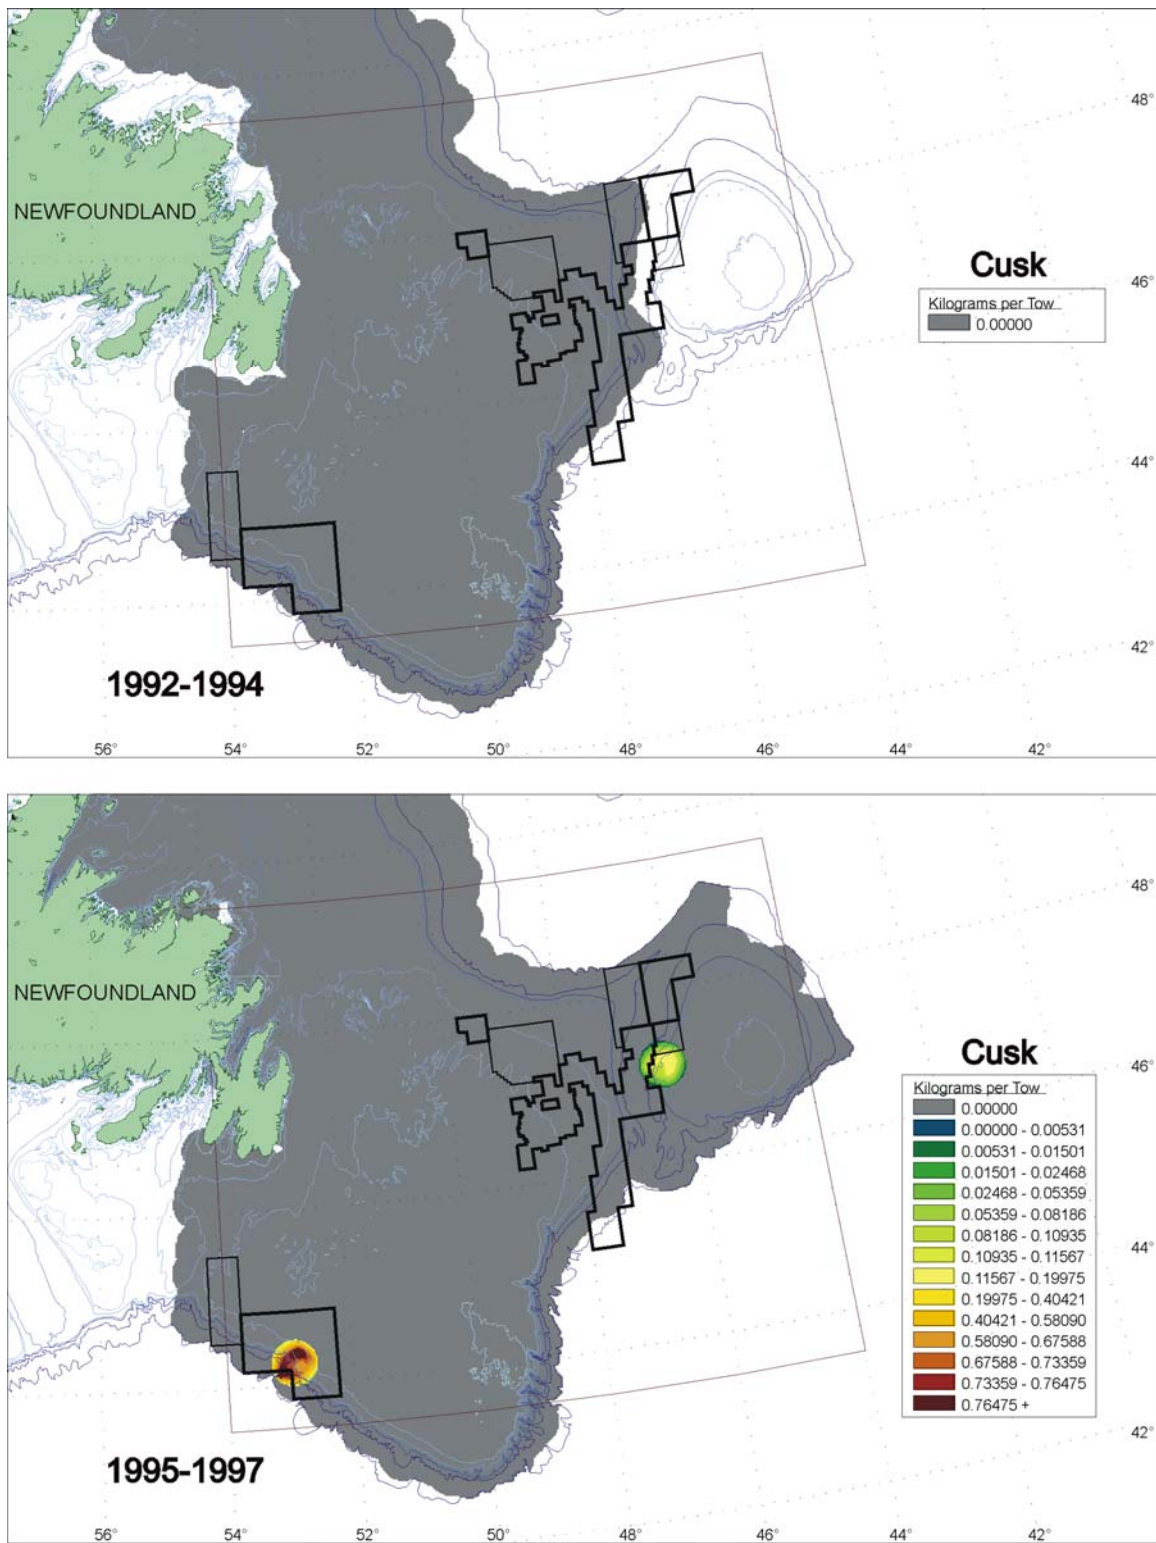 48°
NEWFOUNDLAND
Cusk
46°
Kilograms per Tow
0.00000
44°
42°
1992-1994
56° 54° 52° 50° 48° 46° 44° 42°
48°
NEWFOUNDLAND
Cusk
46°
Kilograms per Tow
0.00000
0.00000 - 0.00531
0.00531 - 0.01501
0.01501 - 0.02468
0.02468 - 0.05359
0.05359 - 0.08186
0.08186 - 0.10935
0.10935 - 0.11567
0.11567 - 0.19975
0.19975 - 0.40421
0.40421 - 0.58090
0.58090 - 0.67588
0.67588 - 0.73359
0.73359 - 0.76475
0.76475 +
44°
42°
1995-1997
56° 54° 52° 50° 48° 46° 44° 42°